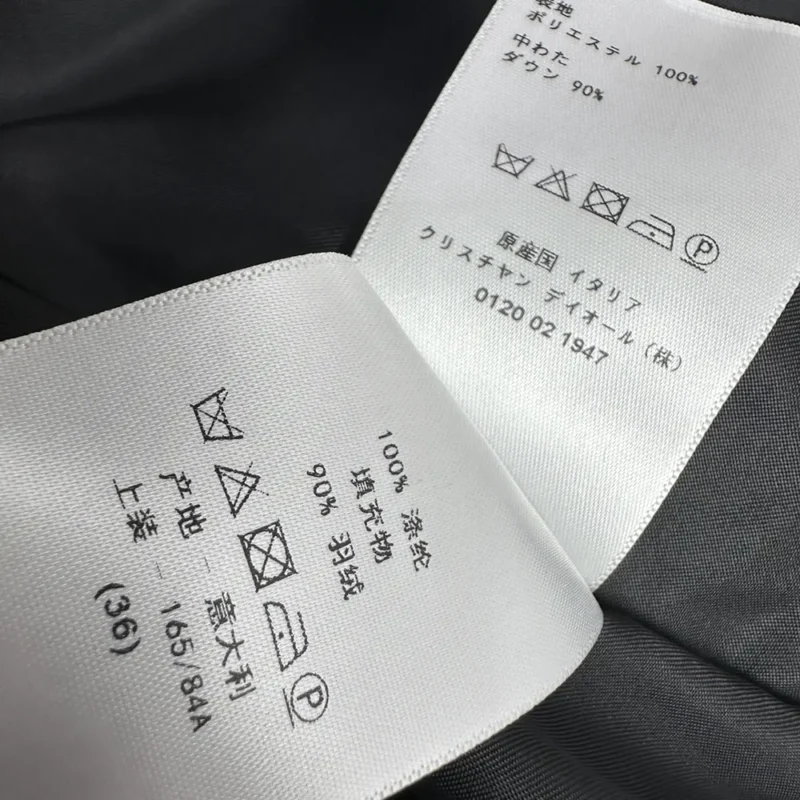 表地
ポリエステル 100%
中わた
ダウン 90%
P
原産国 イタリア
クリスチャン デイオール (株)
0120 02 1947
100% 涤纶
填充物
90% 羽绒
P
产地 - 意大利
上装 - 165/84A
(36)